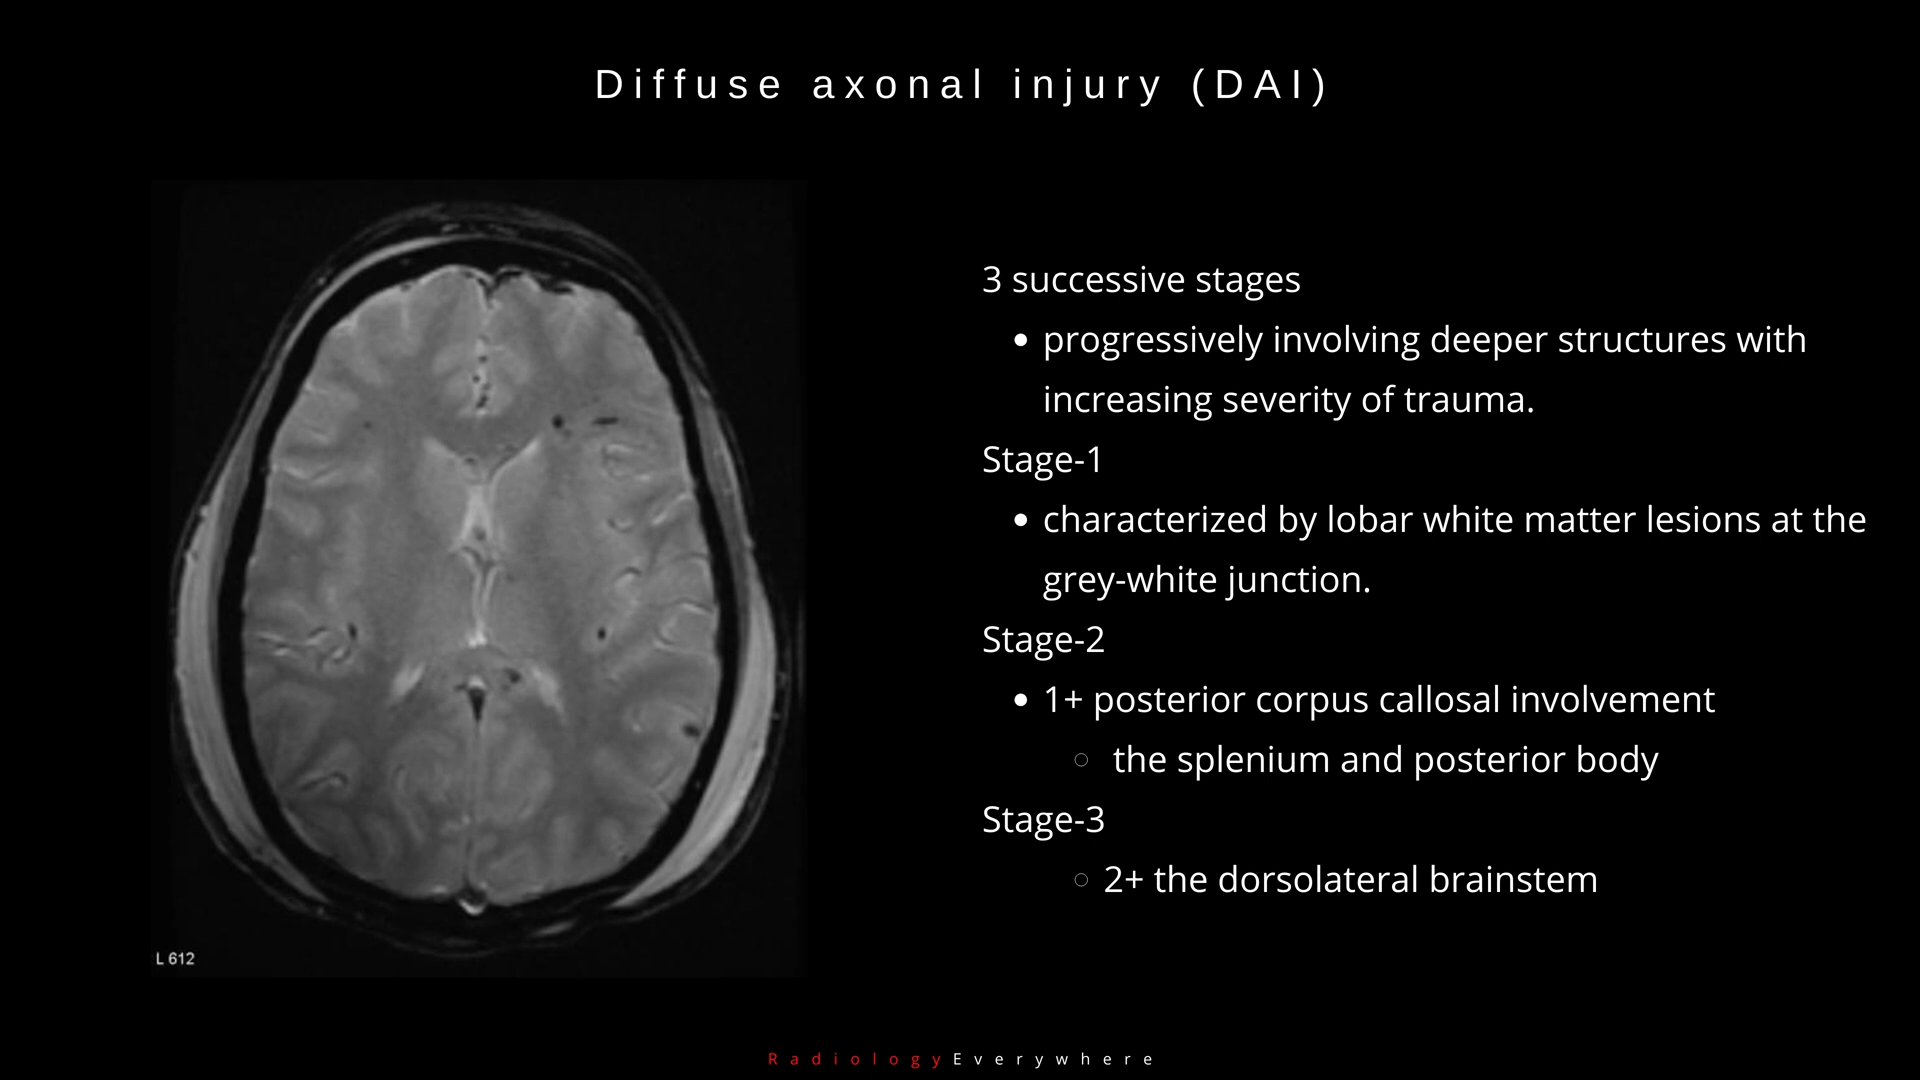 Diffuse axonal injury (DAI)
3 successive stages
• progressively involving deeper structures with
increasing severity of trauma.
Stage-1
• characterized by lobar white matter lesions at the
grey-white junction.
Stage-2
• 1+ posterior corpus callosal involvement
○ the splenium and posterior body
Stage-3
○ 2+ the dorsolateral brainstem
L 612
RadiologyEverywhere